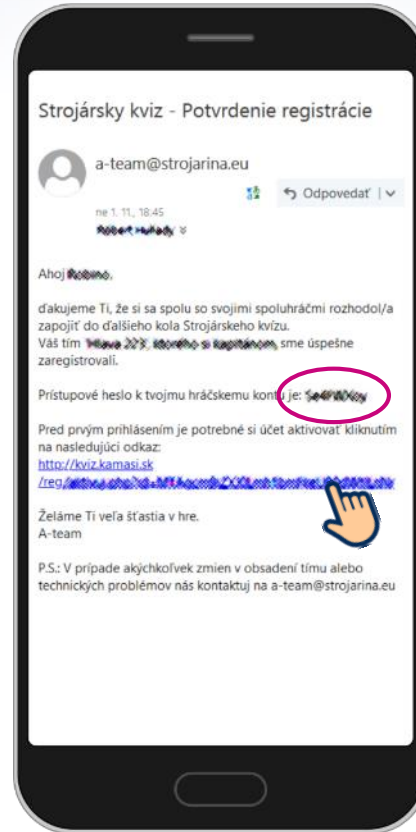 Strojársky kviz - Potvrdenie registrácie
a-team@strojarina.eu
Odpovedať
ne 1. 11., 18:45
Ahoj
ďakujeme Ti, že si sa spolu so svojimi spoluhráčmi rozhodol/a
zapojiť do ďalšieho kola Strojárskeho kvízu.
Váš tím sme úspešne
zaregistrovali.
Prístupové heslo k tvojmu hráčskemu kontu je:
Pred prvým prihlásením je potrebné si účet aktivovať kliknutím
na nasledujúci odkaz:
http://kviz.kamasi.sk
/reg
Želáme Ti veľa šťastia v hre.
A-team
P.S.: V prípade akýchkoľvek zmien v obsadení tímu alebo
technických problémov nás kontaktuj na a-team@strojarina.eu